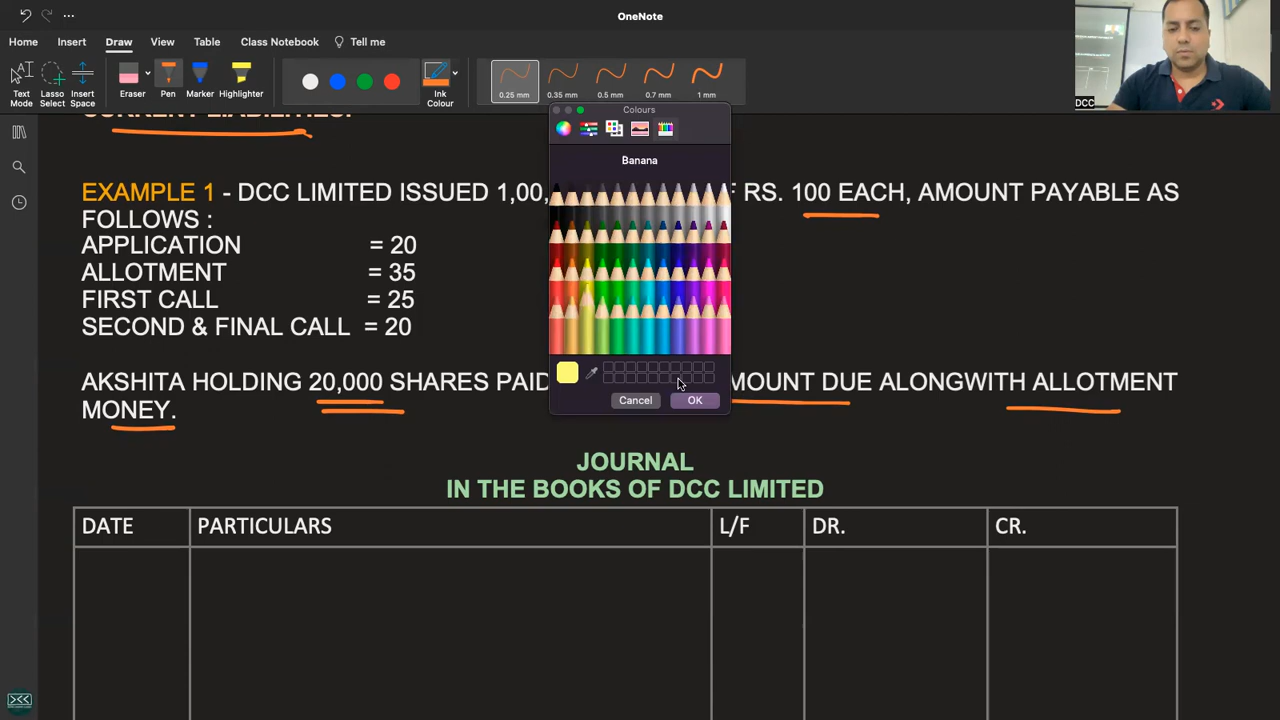 OneNote
Home Insert Draw View Table Class Notebook Tell me
Text Mode Lasso Select Insert Space Eraser Pen Marker Highlighter Ink Colour 0.25 mm 0.35 mm 0.5 mm 0.7 mm 1 mm
DCC
CURRENT LIABILITIES.
Colours
Banana
EXAMPLE 1 - DCC LIMITED ISSUED 1,00, RS. 100 EACH, AMOUNT PAYABLE AS
FOLLOWS :
APPLICATION = 20
ALLOTMENT = 35
FIRST CALL = 25
SECOND & FINAL CALL = 20
AKSHITA HOLDING 20,000 SHARES PAID MOUNT DUE ALONGWITH ALLOTMENT
MONEY.
Cancel OK
JOURNAL
IN THE BOOKS OF DCC LIMITED
DATE PARTICULARS L/F DR. CR.
DCC